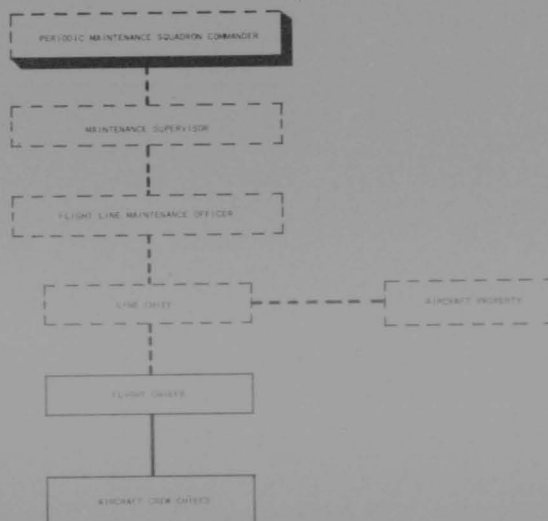 PERIODIC MAINTENANCE SQUADRON COMMANDER
MAINTENANCE SUPERVISOR
FLIGHT LINE MAINTENANCE OFFICER
LINE CHIEF
AIRCRAFT PROPERTY
FLIGHT CHIEFS
AIRCRAFT CREW CHIEFS